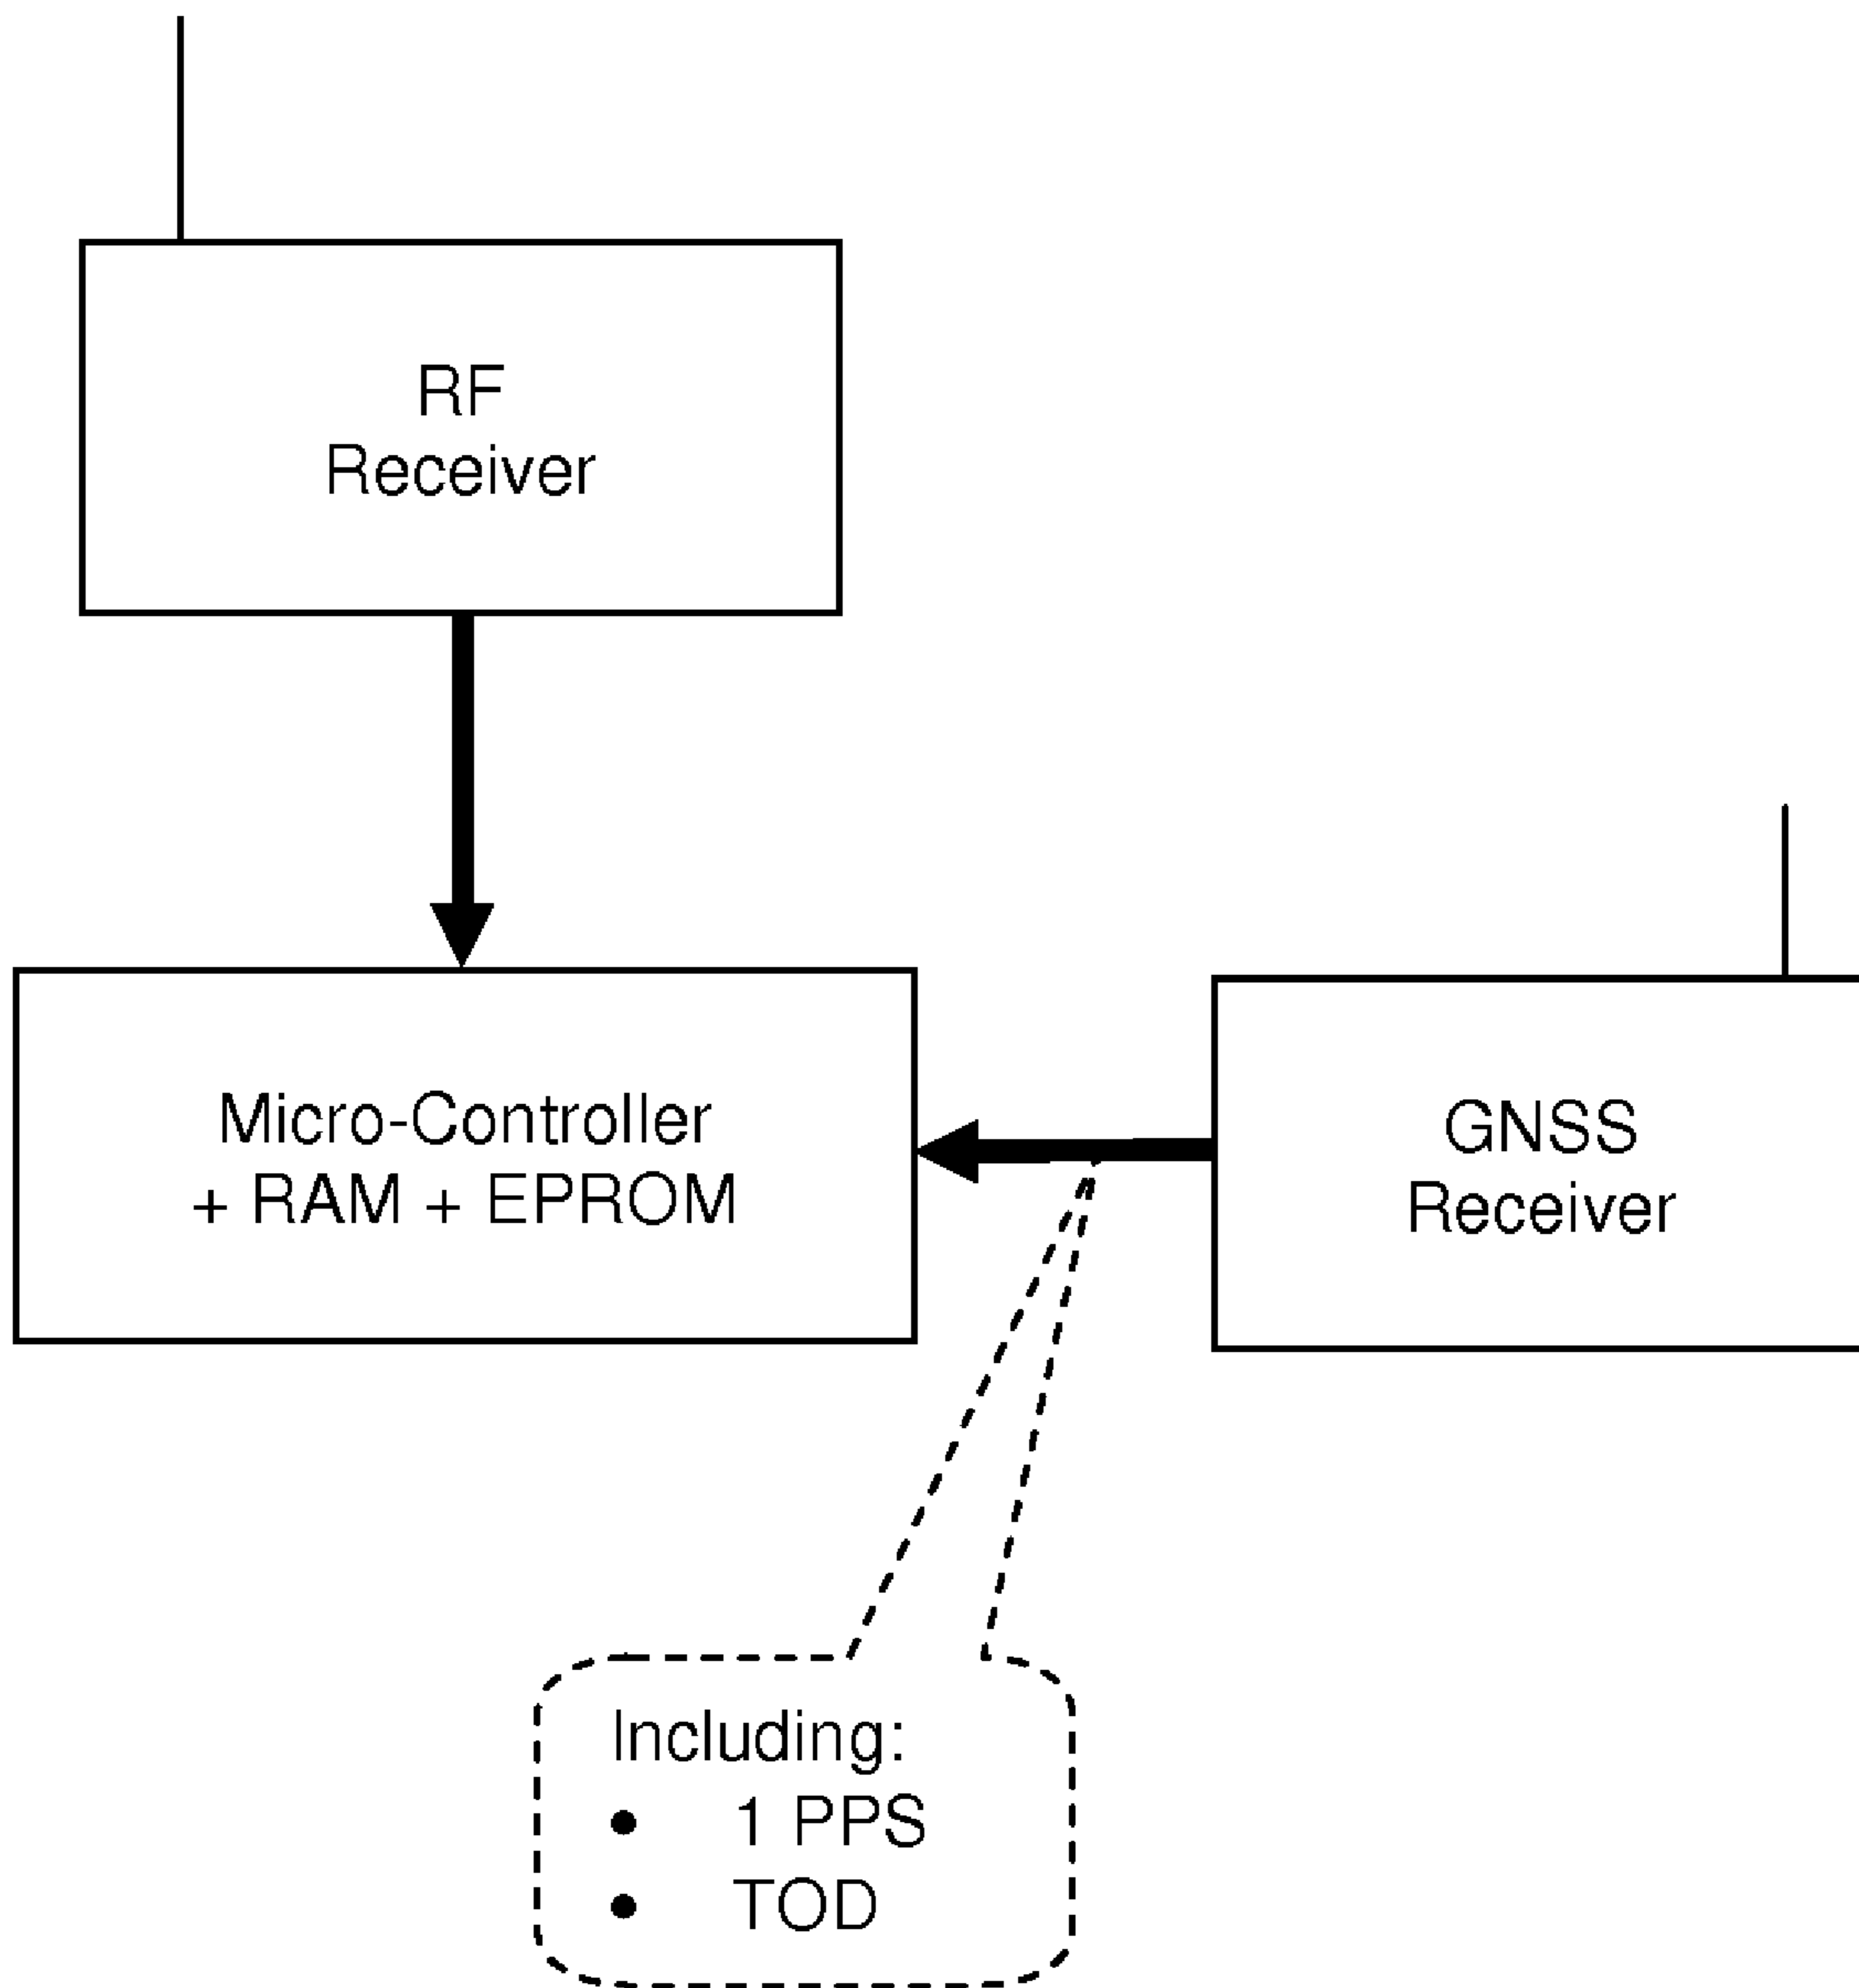 RF
Receiver
Micro-Controller
+ RAM + EPROM
GNSS
Receiver
Including:
• 1 PPS
• TOD